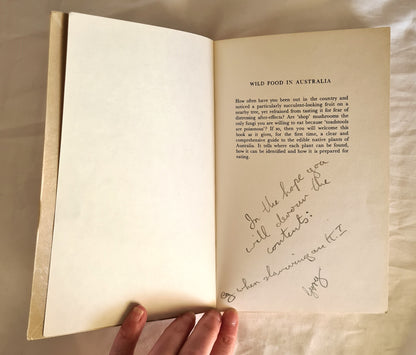 WILD FOOD IN AUSTRALIA
How often have you been out in the country and
noticed a particularly succulent-looking fruit on
a nearby tree, yet refrained from tasting it for fear of
distressing after-effects? Are 'shop' mushrooms the
only fungi you are willing to eat because 'toadstools
are poisonous'? If so, then you will welcome this
book as it gives, for the first time, a clear and
comprehensive guide to the edible native plants of
Australia. It tells where each plant can be found,
how it can be identified and how it is prepared for
eating.
In the hope you
will devour the
contents:
when starving on K I